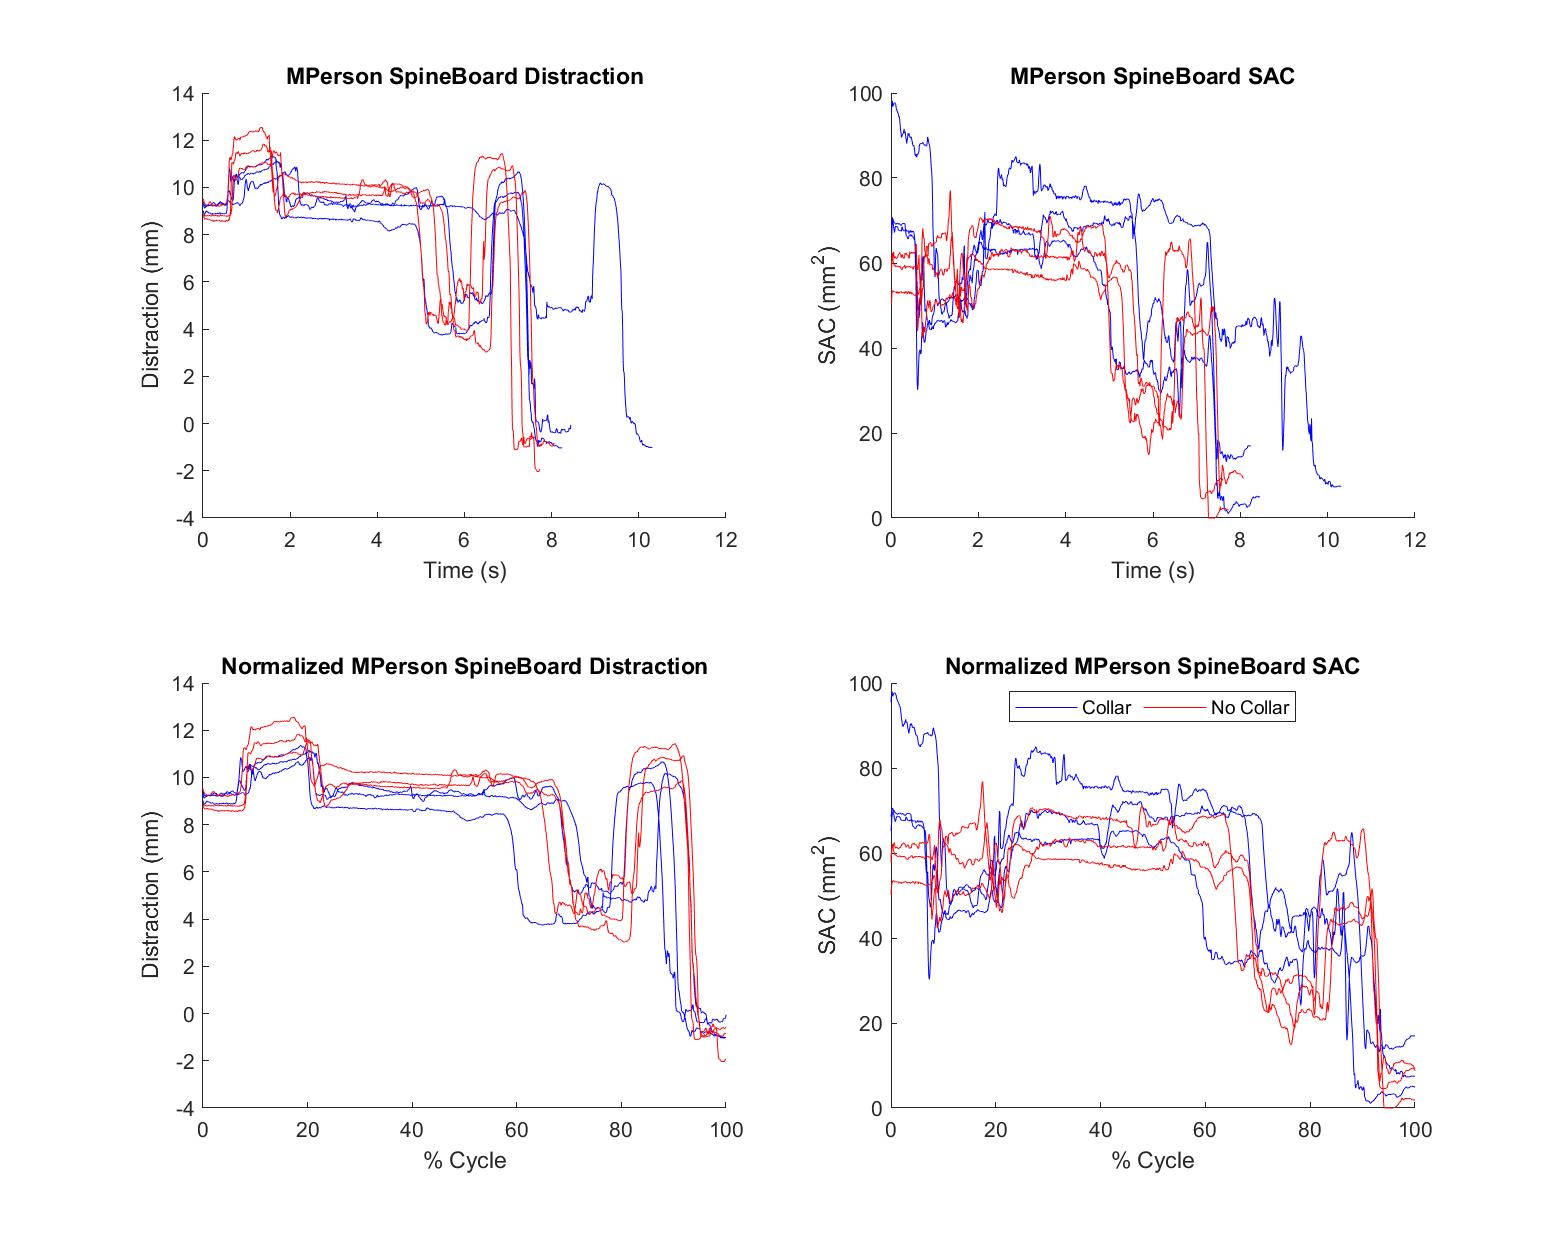 MPerson SpineBoard Distraction
14
12
10
8
6
4
2
0
-2
-4
Distraction (mm)
0 2 4 6 8 10 12
Time (s)
MPerson SpineBoard SAC
100
80
60
40
20
0
SAC (mm²)
0 2 4 6 8 10 12
Time (s)
Normalized MPerson SpineBoard Distraction
14
12
10
8
6
4
2
0
-2
-4
Distraction (mm)
0 20 40 60 80 100
% Cycle
Normalized MPerson SpineBoard SAC
Collar No Collar
100
80
60
40
20
0
SAC (mm²)
0 20 40 60 80 100
% Cycle